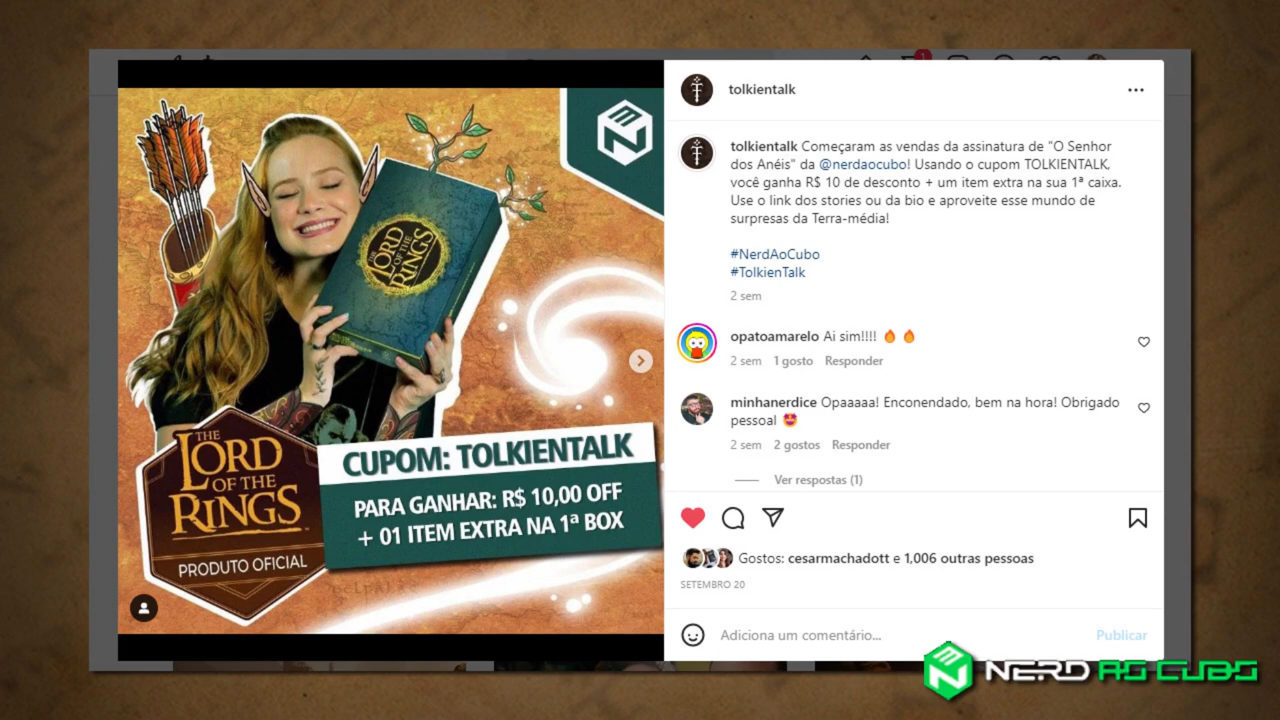 THE
LORD
OF THE
RINGS
THE
LORD
OF THE
RINGS
PRODUTO OFICIAL
CUPOM: TOLKIENTALK
PARA GANHAR: R$ 10,00 OFF
+ 01 ITEM EXTRA NA 1ª BOX
tolkientalk
tolkientalk Começaram as vendas da assinatura de "O Senhor
dos Anéis" da @nerdaocubo! Usando o cupom TOLKIENTALK,
você ganha R$ 10 de desconto + um item extra na sua 1ª caixa.
Use o link dos stories ou da bio e aproveite esse mundo de
surpresas da Terra-média!
#NerdAoCubo
#TolkienTalk
2 sem
opatoamarelo Ai sim!!!! 🔥 🔥
2 sem 1 gosto Responder
minhanerdice Opaaaaa! Enconendado, bem na hora! Obrigado
pessoal 🤩
2 sem 2 gostos Responder
Ver respostas (1)
Gostos: cesarmachadott e 1,006 outras pessoas
SETEMBRO 20
Adiciona um comentário...
Publicar
NERD AO CUBO